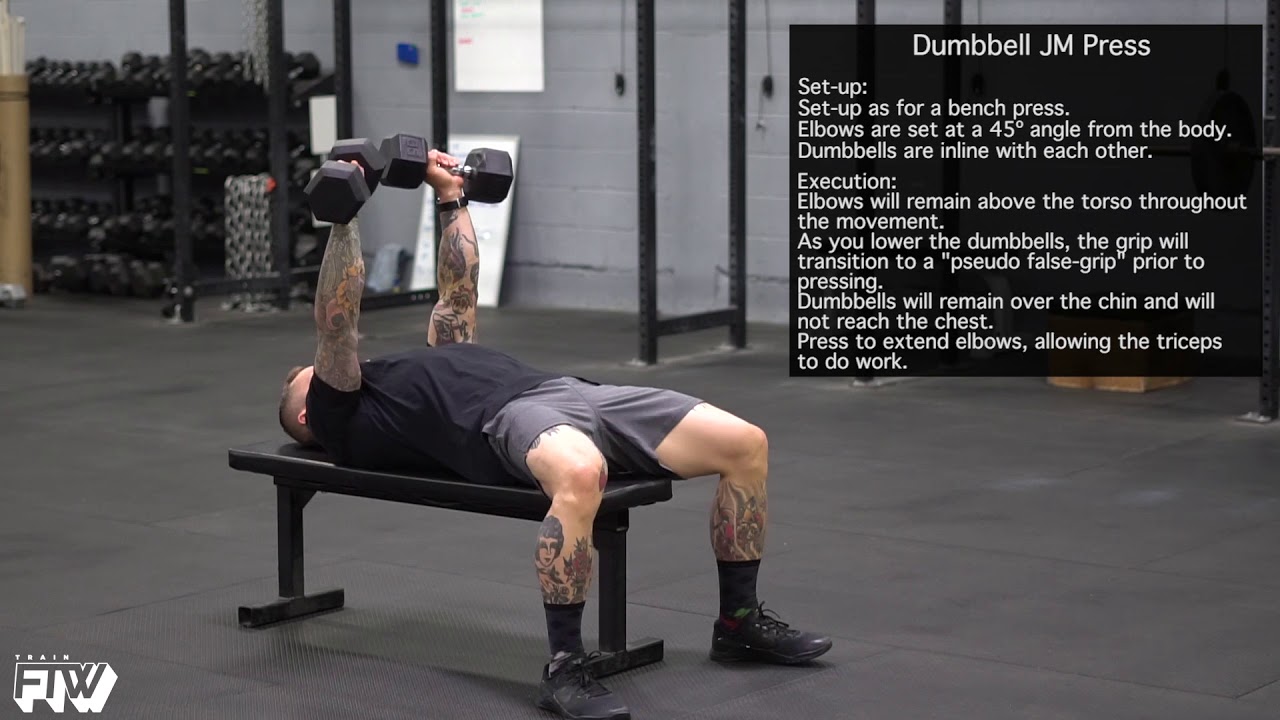 Dumbbell JM Press
Set-up:
Set-up as for a bench press.
Elbows are set at a 45º angle from the body.
Dumbbells are inline with each other.
Execution:
Elbows will remain above the torso throughout
the movement.
As you lower the dumbbells, the grip will
transition to a "pseudo false-grip" prior to
pressing.
Dumbbells will remain over the chin and will
not reach the chest.
Press to extend elbows, allowing the triceps
to do work.
TRAIN
FTW